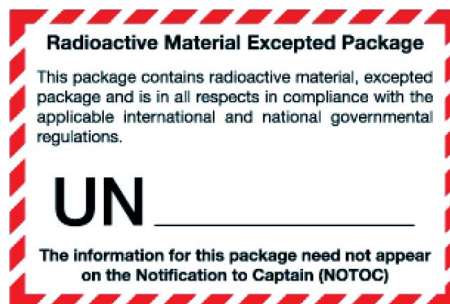 Radioactive Material Excepted Package
This package contains radioactive material, excepted
package and is in all respects in compliance with the
applicable international and national governmental
regulations.
UN
The information for this package need not appear
on the Notification to Captain (NOTOC)